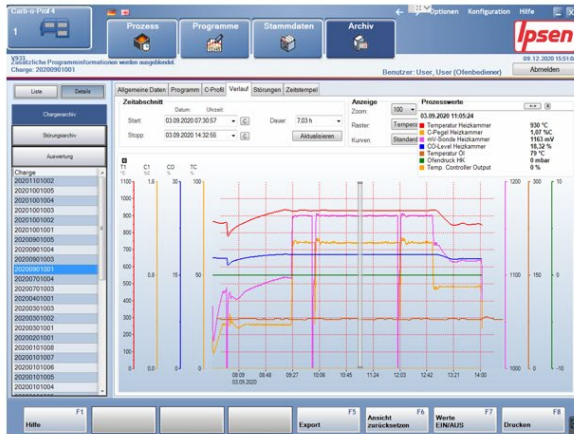 Carb-o-Prof 4
1
Prozess
Programme
Stammdaten
Archiv
Optionen Konfiguration Hilfe
Ipsen
Zusätzliche Programminformationen wurden ausgeblendet.
Charge: 20200901001
Benutzer: User, User (Ofenbediener)
09.12.2020 15:51:0
Abmelden
Liste
Details
Chargenarchiv
Störungsarchiv
Auswertung
Allgemeine Daten Programm C-Profil Verlauf Störungen Zeitstempel
Zeitabschnitt
Datum: Uhrzeit:
Start: 03.09.2020 07:30:57
Dauer: 7,03 h
Stopp: 03.09.2020 14:32:56
Aktualisieren
Anzeige
Zoom: 100
Raster: Tempera
Kurven: Standard
Prozesswerte
03.09.2020 11:05:24
Temperatur Heizkammer 930 °C
C-Pegel Heizkammer 1,07 %C
mV-Sonde Heizkammer 1163 mV
CO-Level Heizkammer 18,32 %
Temperatur Öl 79 °C
Ofendruck HK 0 mbar
Temp. Controller Output 0 %
Charge
20201101002
20201001005
20201001004
20201001003
20201001002
20201001001
20200901005
20200901004
20200901003
20200901001
20200701004
20200701003
20200401001
20200301003
20200301002
20200301001
20200201001
20200101008
20200101007
20200101006
20200101005
20200101004
T1 C1 CO TC
1100 1,6 30 100
1000
900
800
700
600 0,8 15 50
500
400
300
200
100
0 0.0 0 0
1200 300 10
1100 150 0
1000 0 -10
08:09 08:48 09:27 10:06 10:45 11:24 12:03 12:42 13:21 14:00
03.09.2020
F1
Hilfe
F5
Export
F6
Ansicht zurücksetzen
F7
Werte EIN/AUS
F8
Drucken